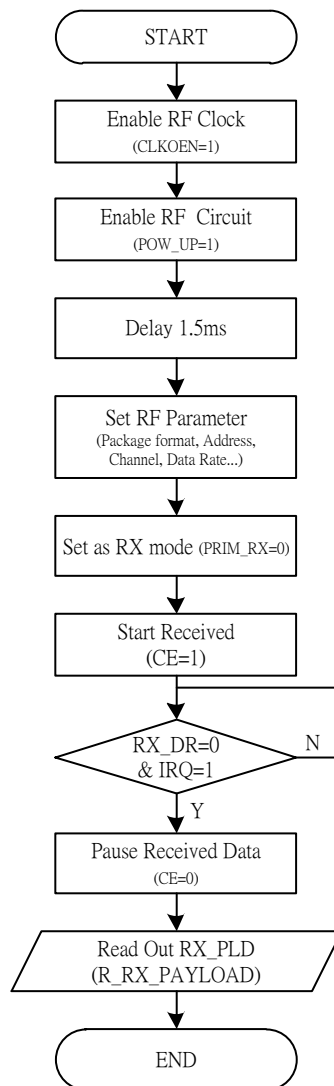 START
Enable RF Clock
(CLKOEN=1)
Enable RF Circuit
(POW_UP=1)
Delay 1.5ms
Set RF Parameter
(Package format, Address,
Channel, Data Rate...)
Set as RX mode (PRIM_RX=0)
Start Received
(CE=1)
RX_DR=0
& IRQ=1
N
Y
Pause Received Data
(CE=0)
Read Out RX_PLD
(R_RX_PAYLOAD)
END